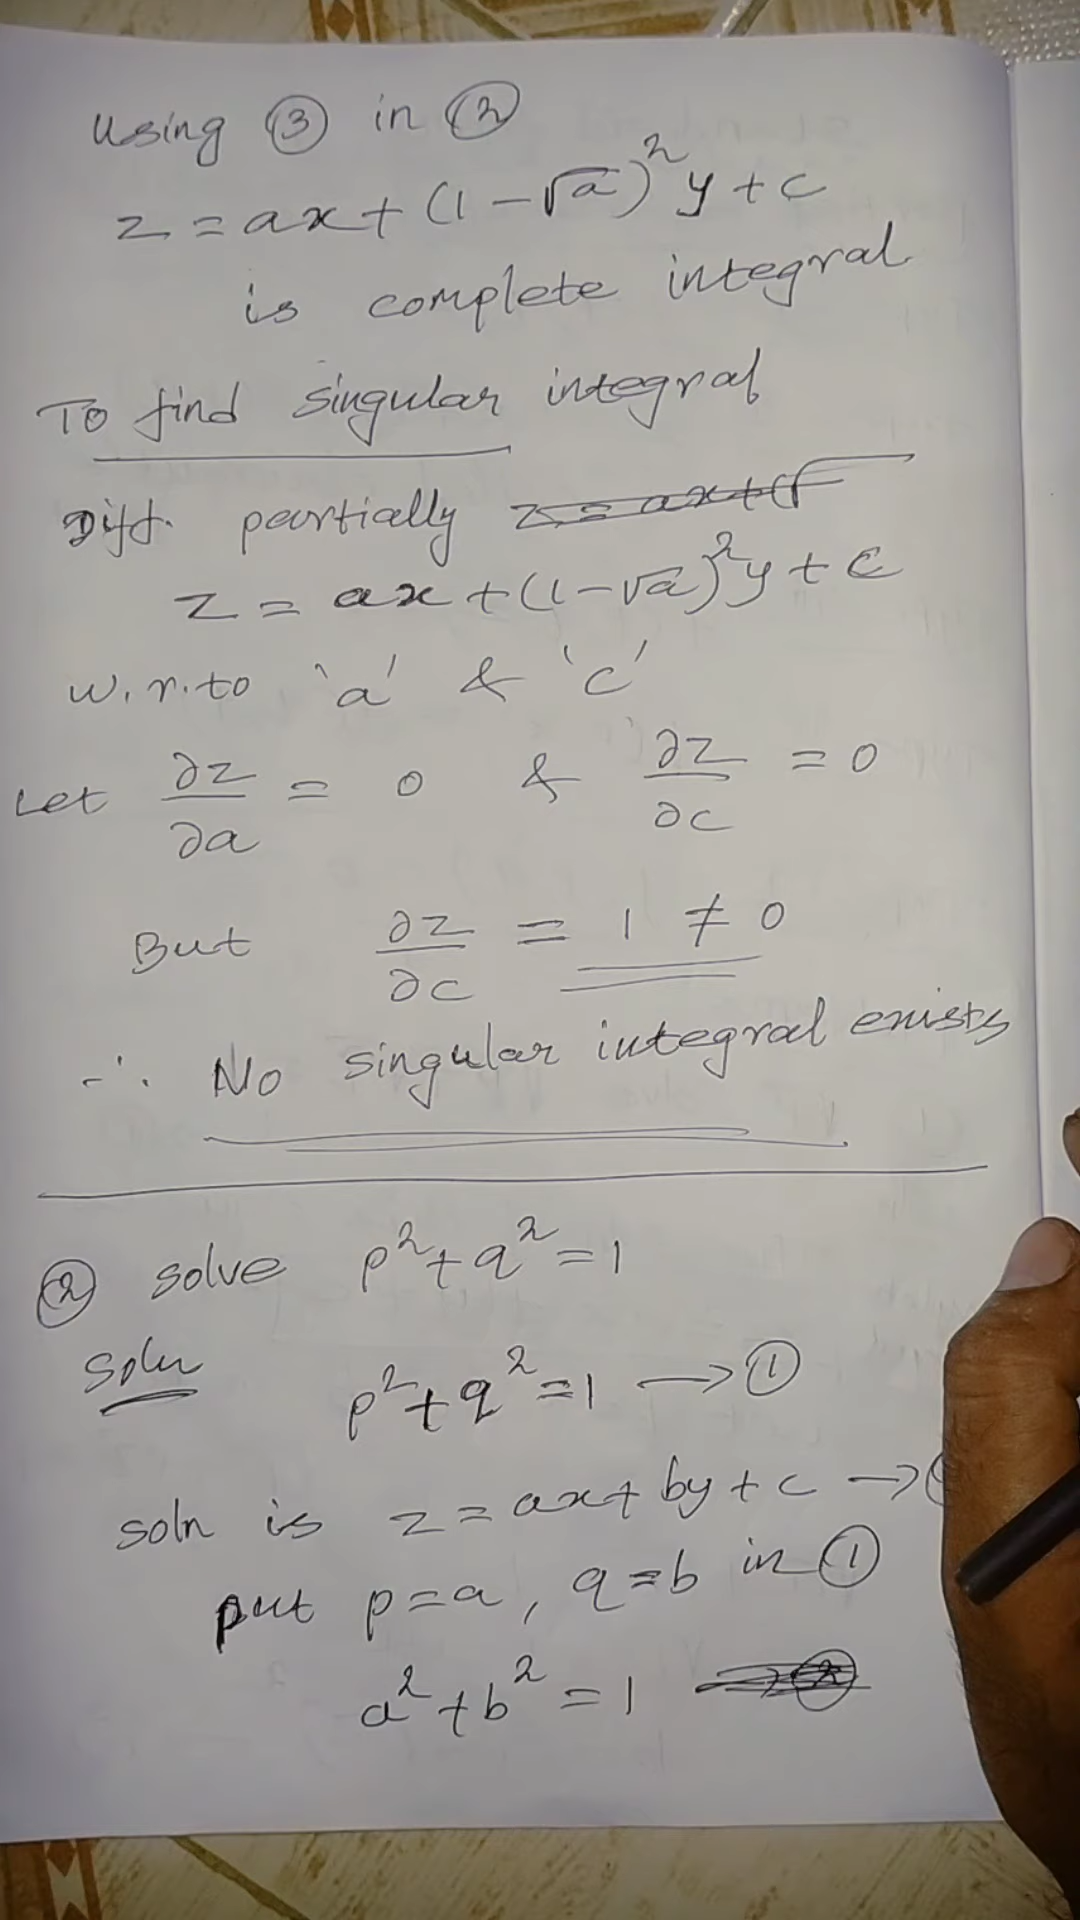 using ③ in ②
z = ax + (1 - √a)² y + c
is complete integral
To find singular integral
Diff. partially z = ax + (√
z = ax + (1 - √a)² y + c
w.r.to 'a' & 'c'
Let ∂z/∂a = 0 & ∂z/∂c = 0
But ∂z/∂c = 1 ≠ 0
∴ No singular integral exists
② solve p² + q² = 1
Soln
p² + q² = 1 → ①
soln is z = ax + by + c →
put p = a, q = b in ①
a² + b² = 1 → ②